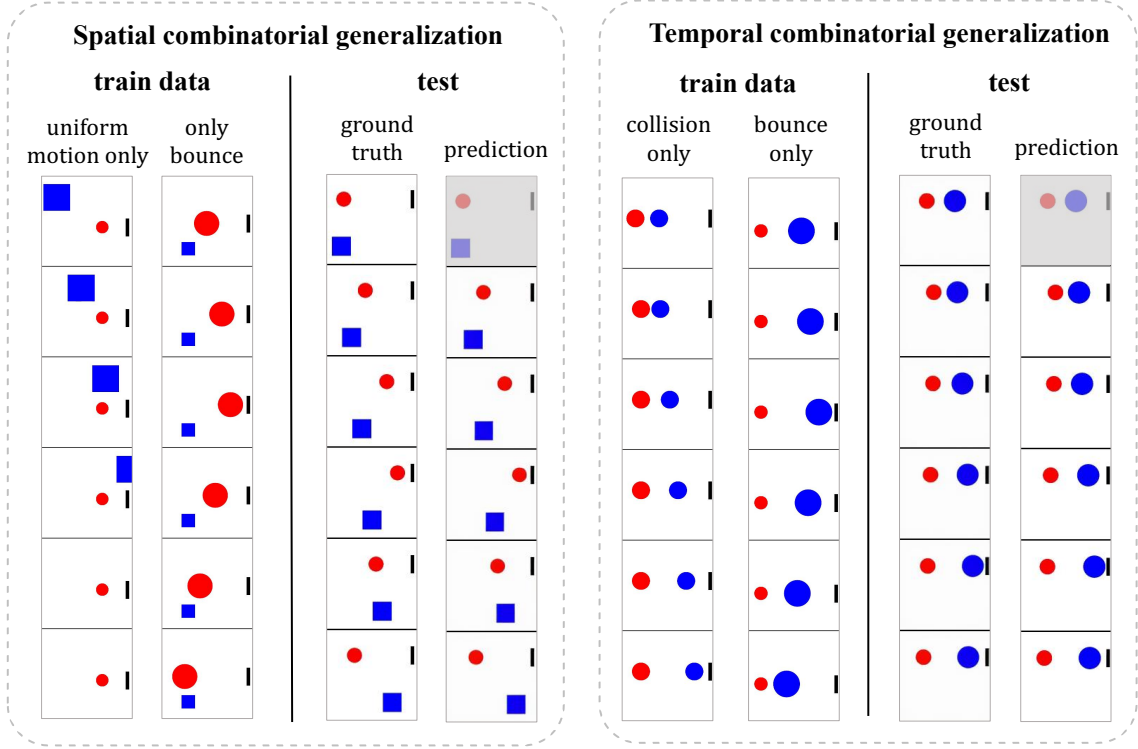 Spatial combinatorial generalization
train data
test
uniform
motion only
only
bounce
ground
truth
prediction
Temporal combinatorial generalization
train data
test
collision
only
bounce
only
ground
truth
prediction